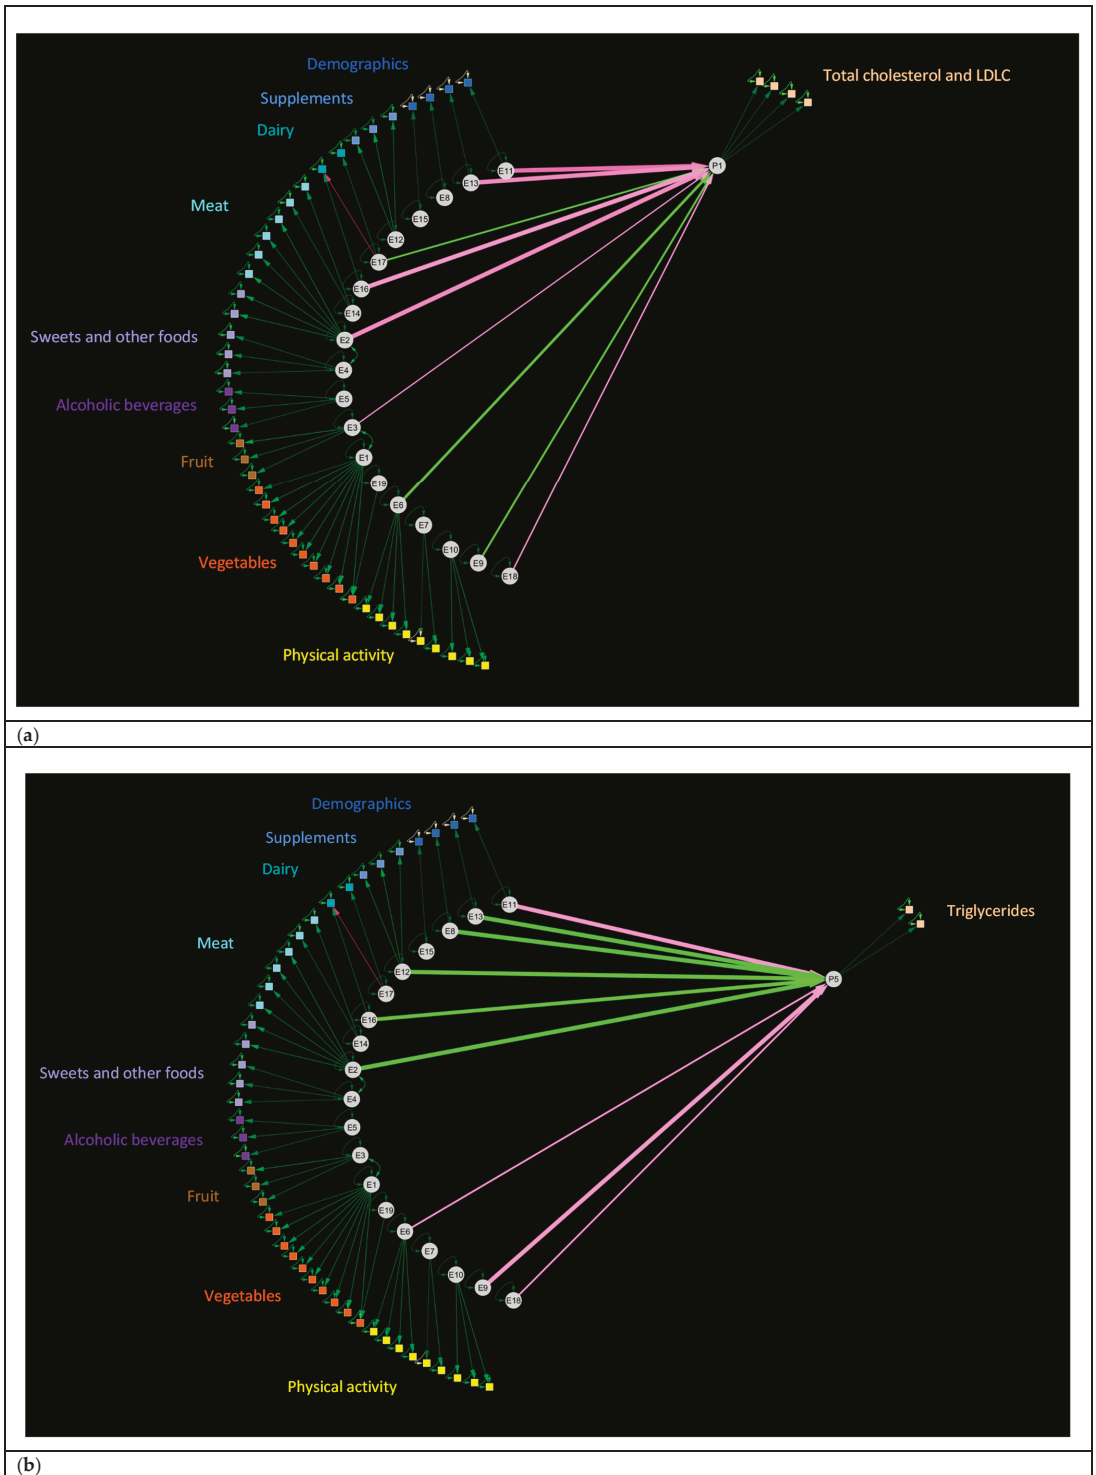 Demographics
Total cholesterol and LDLC
Supplements
Dairy
Meat
Sweets and other foods
Alcoholic beverages
Fruit
Vegetables
Physical activity
E11
E13
E8
E15
E12
E17
E16
E14
E2
E4
E5
E3
E1
E19
E6
E7
E10
E9
E18
P1
(a)
Demographics
Supplements
Dairy
Triglycerides
Meat
Sweets and other foods
Alcoholic beverages
Fruit
Vegetables
Physical activity
E11
E13
E8
E15
E12
E17
E16
E14
E2
E4
E5
E3
E1
E19
E6
E7
E10
E9
E18
P5
(b)